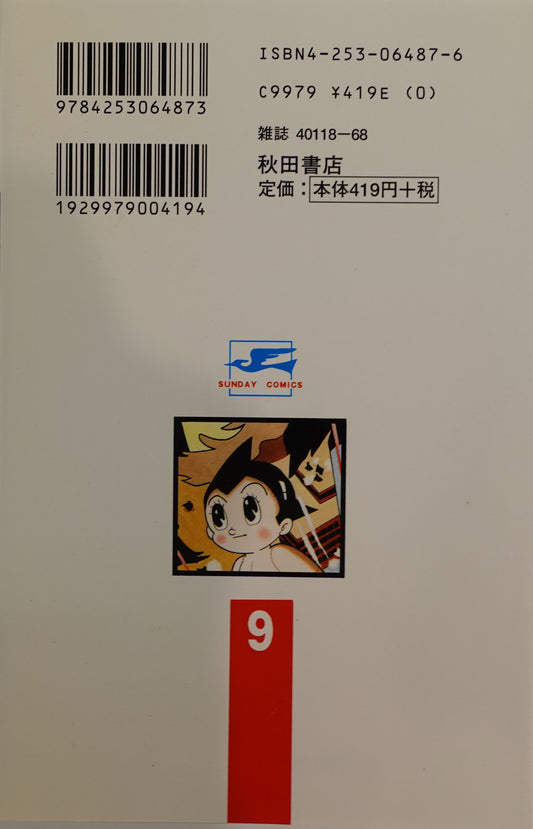 9784253064873
1929979004194
ISBN4-253-06487-6
C9979 ¥419E (0)
雑誌 40118-68
秋田書店
定価:本体419円+税
SUNDAY COMICS
9